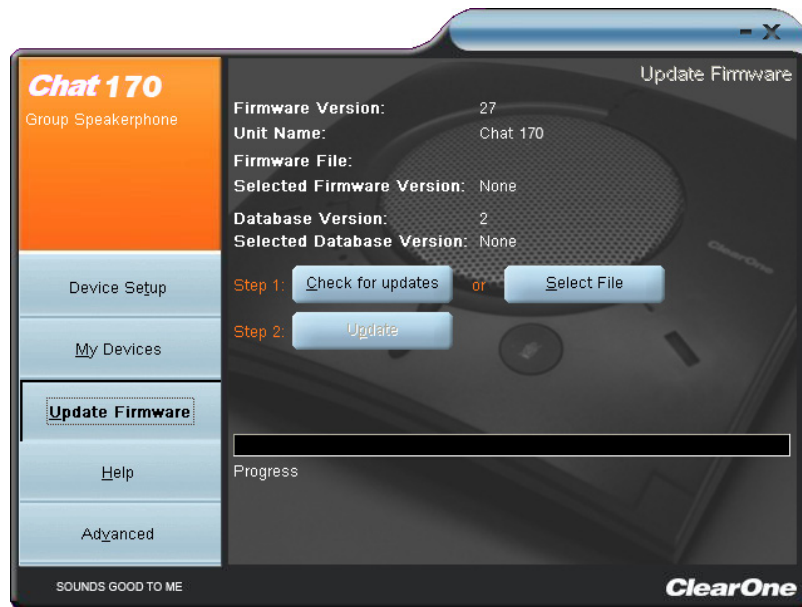 Chat 170
Group Speakerphone
Device Setup
My Devices
Update Firmware
Help
Advanced
SOUNDS GOOD TO ME
- X
Update Firmware
Firmware Version: 27
Unit Name: Chat 170
Firmware File:
Selected Firmware Version: None
Database Version: 2
Selected Database Version: None
Step 1: Check for updates or Select File
Step 2: Update
Progress
ClearOne
ClearOne